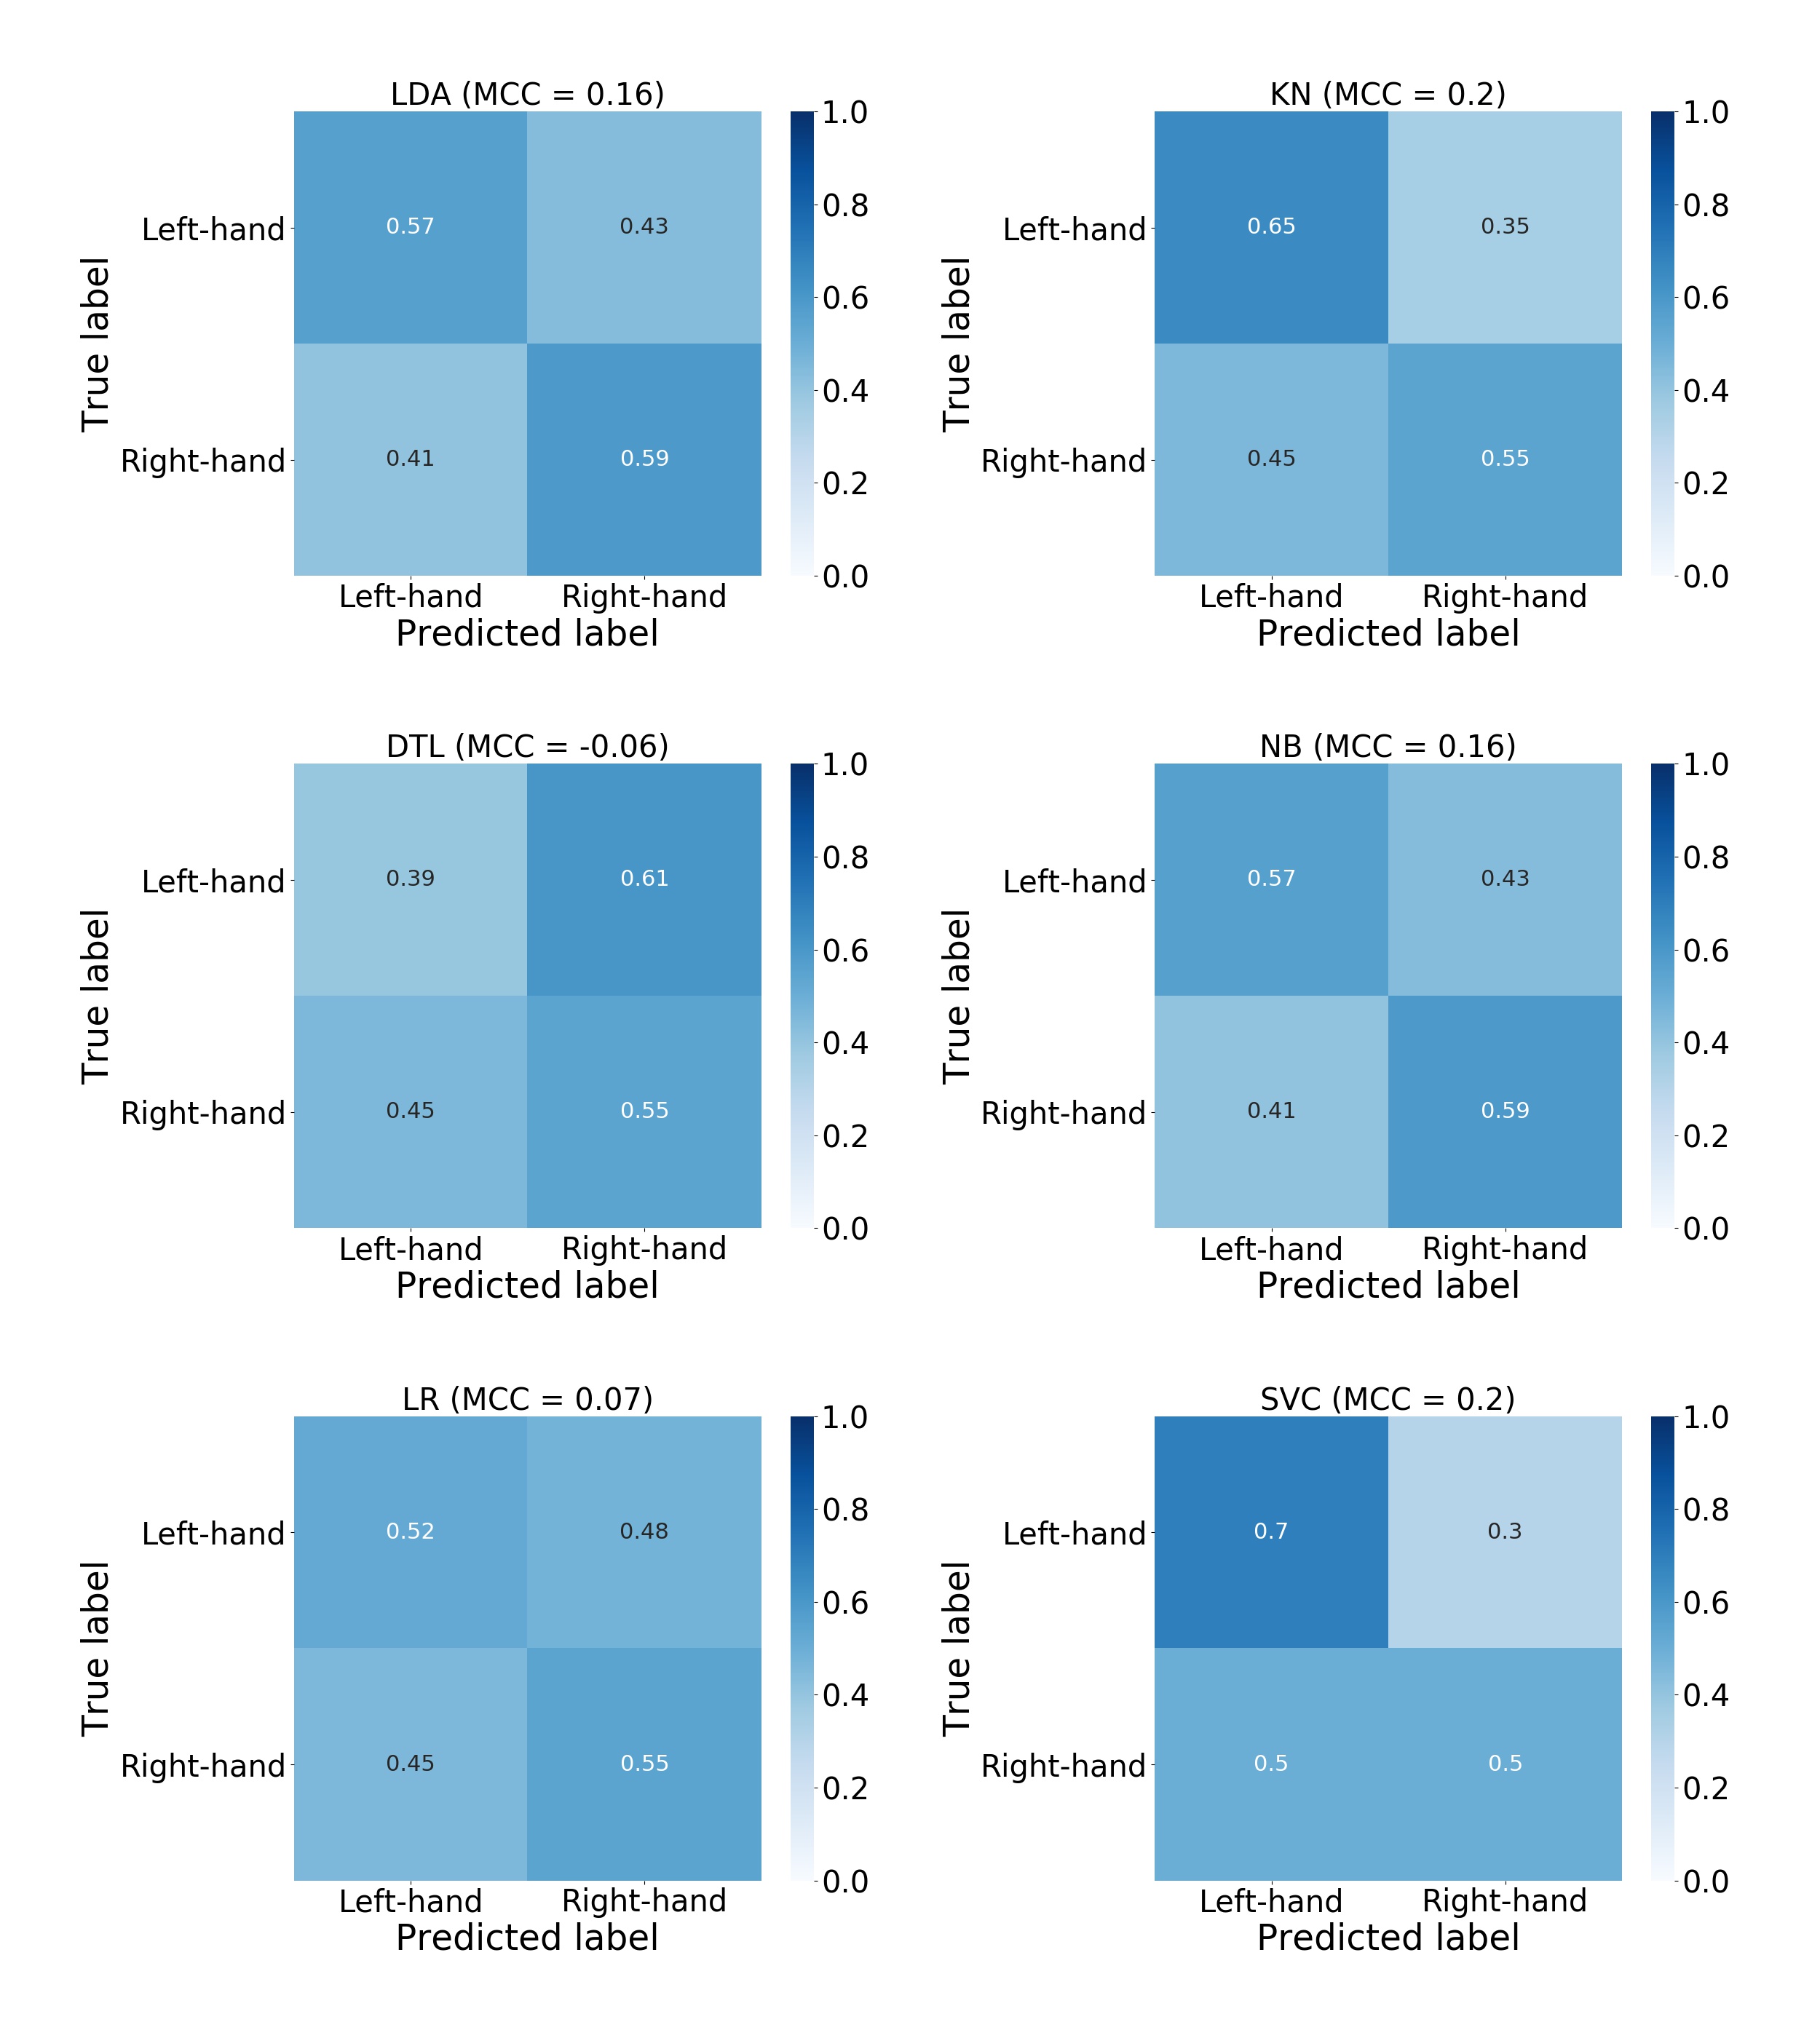 LDA (MCC = 0.16)
1.0
0.8
0.6
0.4
0.2
0.0
True label
Left-hand
Right-hand
0.57 0.43
0.41 0.59
Left-hand Right-hand
Predicted label
KN (MCC = 0.2)
1.0
0.8
0.6
0.4
0.2
0.0
True label
Left-hand
Right-hand
0.65 0.35
0.45 0.55
Left-hand Right-hand
Predicted label
DTL (MCC = -0.06)
1.0
0.8
0.6
0.4
0.2
0.0
True label
Left-hand
Right-hand
0.39 0.61
0.45 0.55
Left-hand Right-hand
Predicted label
NB (MCC = 0.16)
1.0
0.8
0.6
0.4
0.2
0.0
True label
Left-hand
Right-hand
0.57 0.43
0.41 0.59
Left-hand Right-hand
Predicted label
LR (MCC = 0.07)
1.0
0.8
0.6
0.4
0.2
0.0
True label
Left-hand
Right-hand
0.52 0.48
0.45 0.55
Left-hand Right-hand
Predicted label
SVC (MCC = 0.2)
1.0
0.8
0.6
0.4
0.2
0.0
True label
Left-hand
Right-hand
0.7 0.3
0.5 0.5
Left-hand Right-hand
Predicted label